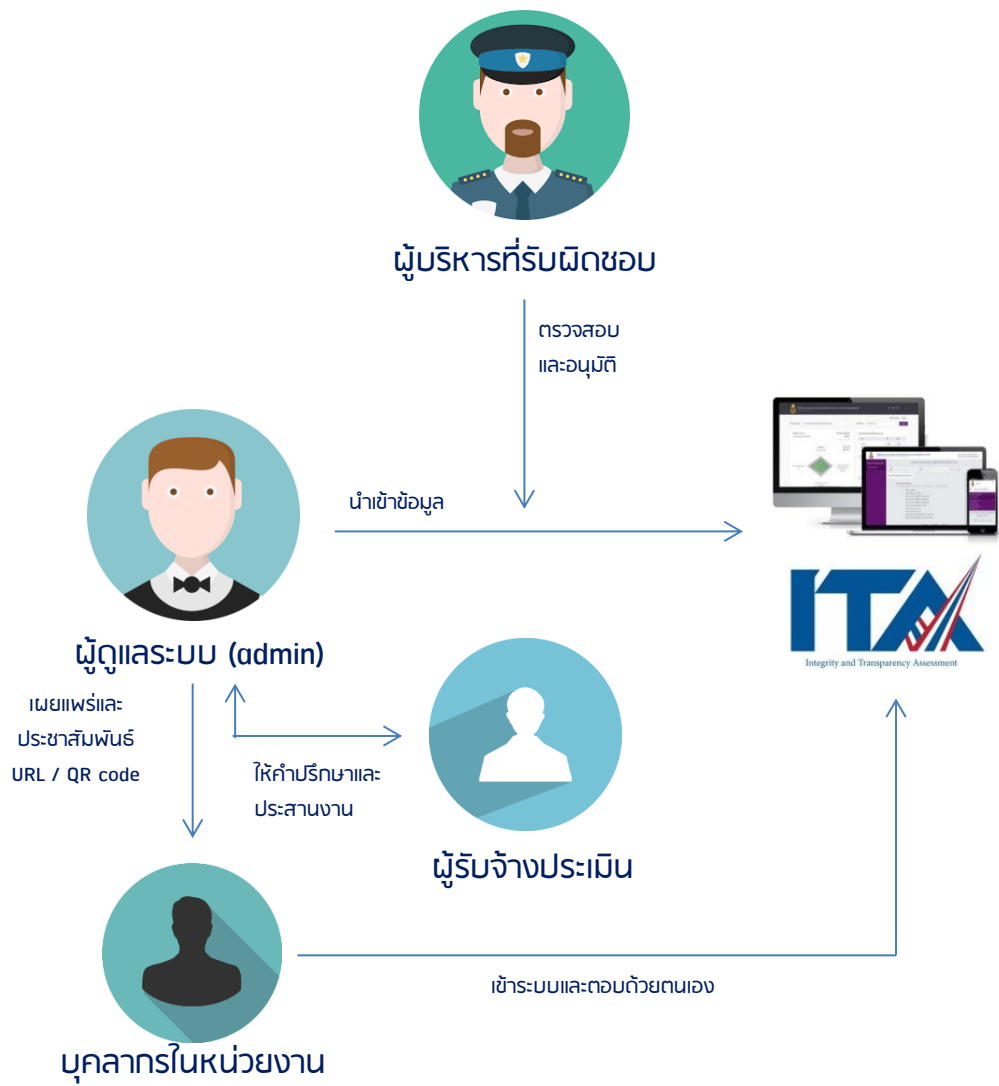 ผู้บริหารที่รับผิดชอบ
ตรวจสอบ
และอนุมัติ
นำเข้าข้อมูล
ผู้ดูแลระบบ (admin)
ITA
Integrity and Transparency Assessment
เผยแพร่และ
ประชาสัมพันธ์
URL / QR code
ให้คำปรึกษาและ
ประสานงาน
ผู้รับจ้างประเมิน
เข้าระบบและตอบด้วยตนเอง
บุคลากรในหน่วยงาน